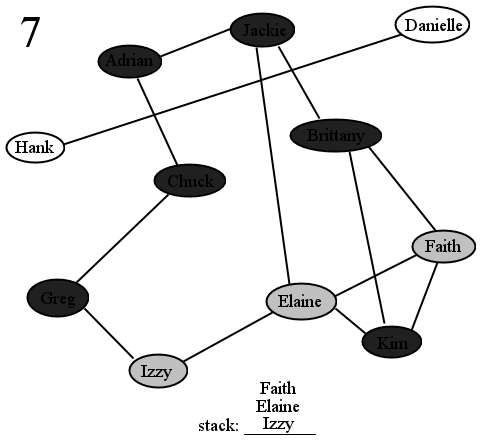 7
Danielle
Jackie
Adrian
Brittany
Hank
Chuck
Faith
Greg
Elaine
Kim
Izzy
Faith
Elaine
stack: Izzy